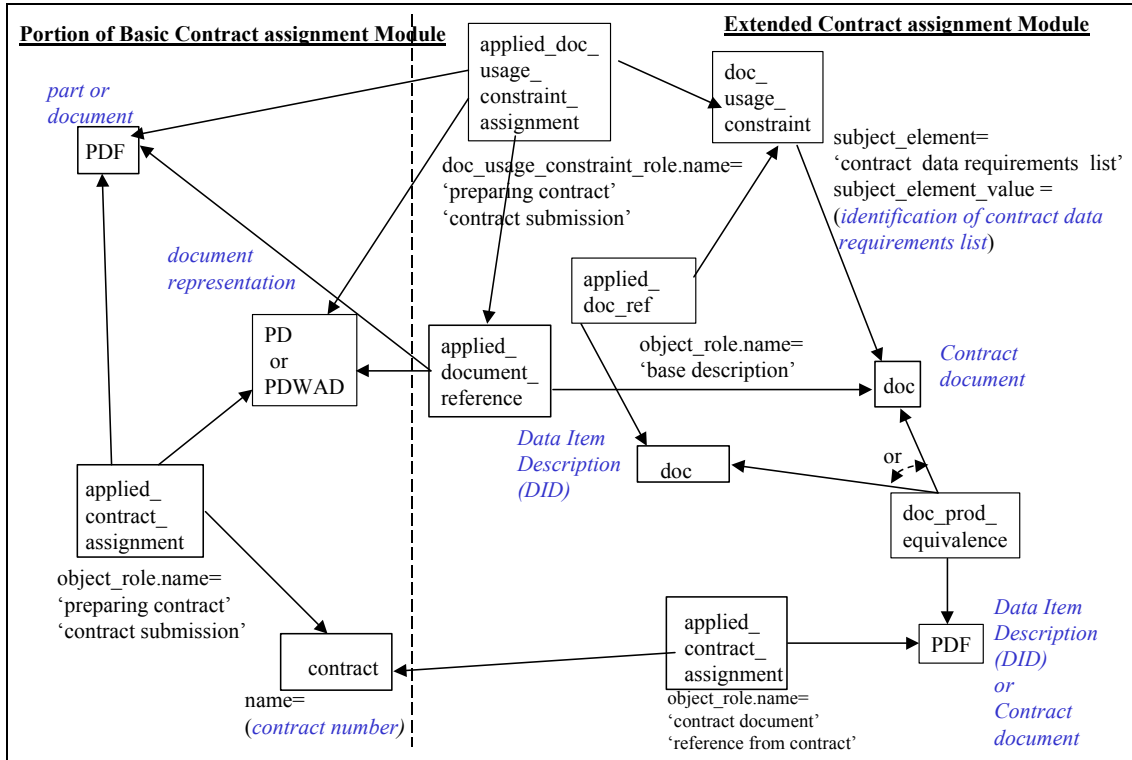 Portion of Basic Contract assignment Module
Extended Contract assignment Module
part or
document
PDF
applied_doc_
usage_
constraint_
assignment
doc_
usage_
constraint
doc_usage_constraint_role.name=
‘preparing contract’
‘contract submission’
subject_element=
‘contract data requirements list’
subject_element_value =
(identification of contract data
requirements list)
document
representation
applied_
doc_ref
PD
or
PDWAD
applied_
document_
reference
object_role.name=
‘base description’
Contract
document
doc
Data Item
Description
(DID)
doc
or
applied_
contract_
assignment
doc_prod_
equivalence
object_role.name=
‘preparing contract’
‘contract submission’
contract
name=
(contract number)
applied_
contract_
assignment
object_role.name=
‘contract document’
‘reference from contract’
PDF
Data Item
Description
(DID)
or
Contract
document